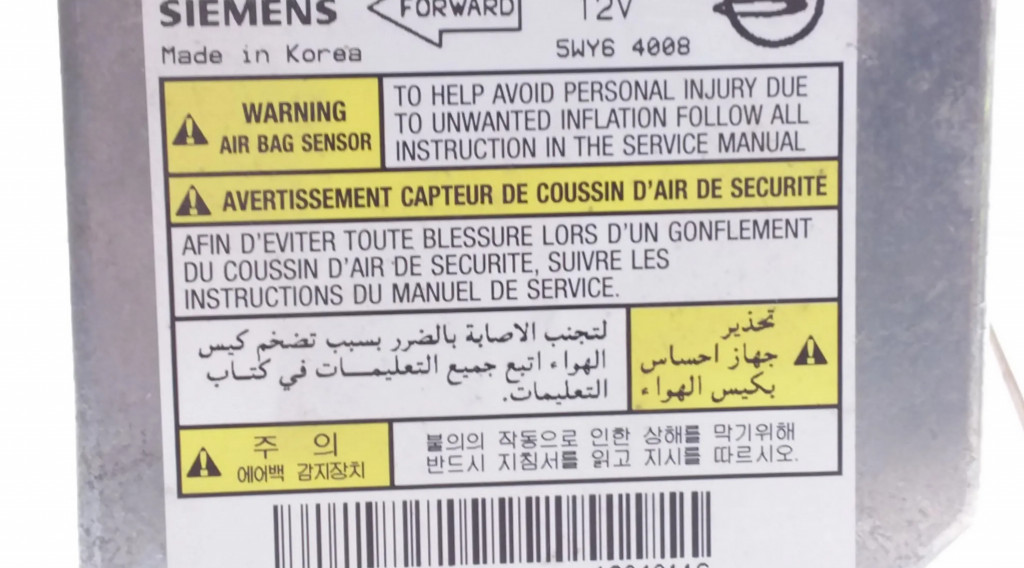 SIEMENS
FORWARD
12V
Made in Korea
5WY6 4008
WARNING
AIR BAG SENSOR
TO HELP AVOID PERSONAL INJURY DUE
TO UNWANTED INFLATION FOLLOW ALL
INSTRUCTION IN THE SERVICE MANUAL
AVERTISSEMENT CAPTEUR DE COUSSIN D'AIR DE SECURITÉ
AFIN D'EVITER TOUTE BLESSURE LORS D'UN GONFLEMENT
DU COUSSIN D'AIR DE SECURITE, SUIVRE LES
INSTRUCTIONS DU MANUEL DE SERVICE.
تحذير
جهاز احساس
بكيس الهواء
لتجنب الاصابة بالضرر بسبب تضخم كيس
الهواء اتبع جميع التعليمـــات في كتـاب
التعليمات.
주 의
에어백 감지장치
불의의 작동으로 인한 상해를 막기위해
반드시 지침서를 읽고 지시를 따르시오.